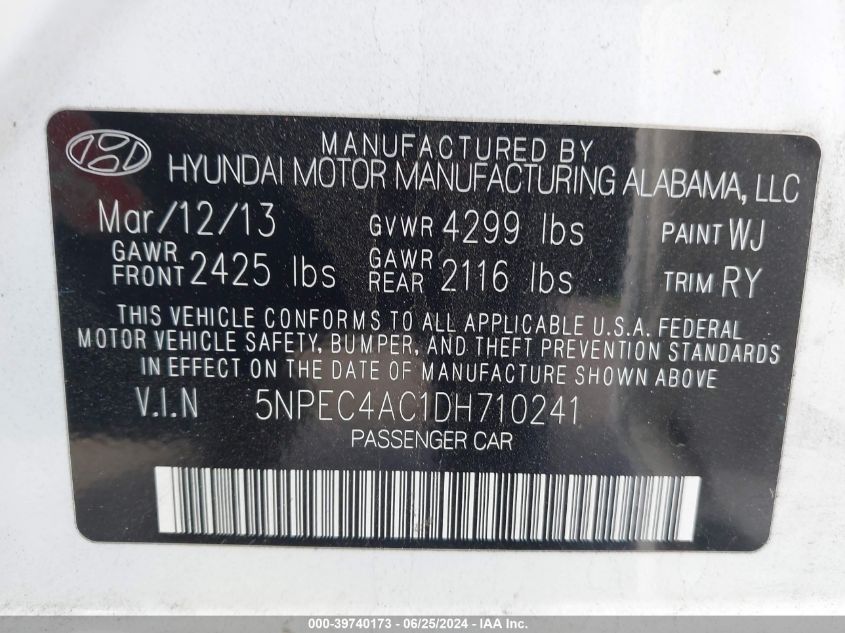 MANUFACTURED BY
HYUNDAI MOTOR MANUFACTURING ALABAMA, LLC
Mar/12/13 GVWR 4299 lbs PAINT WJ
GAWR FRONT 2425 lbs GAWR REAR 2116 lbs TRIM RY
THIS VEHICLE CONFORMS TO ALL APPLICABLE U.S.A. FEDERAL
MOTOR VEHICLE SAFETY, BUMPER, AND THEFT PREVENTION STANDARDS
IN EFFECT ON THE DATE OF MANUFACTURE SHOWN ABOVE
V.I.N 5NPEC4AC1DH710241
PASSENGER CAR
000-39740173 - 06/25/2024 - IAA Inc.